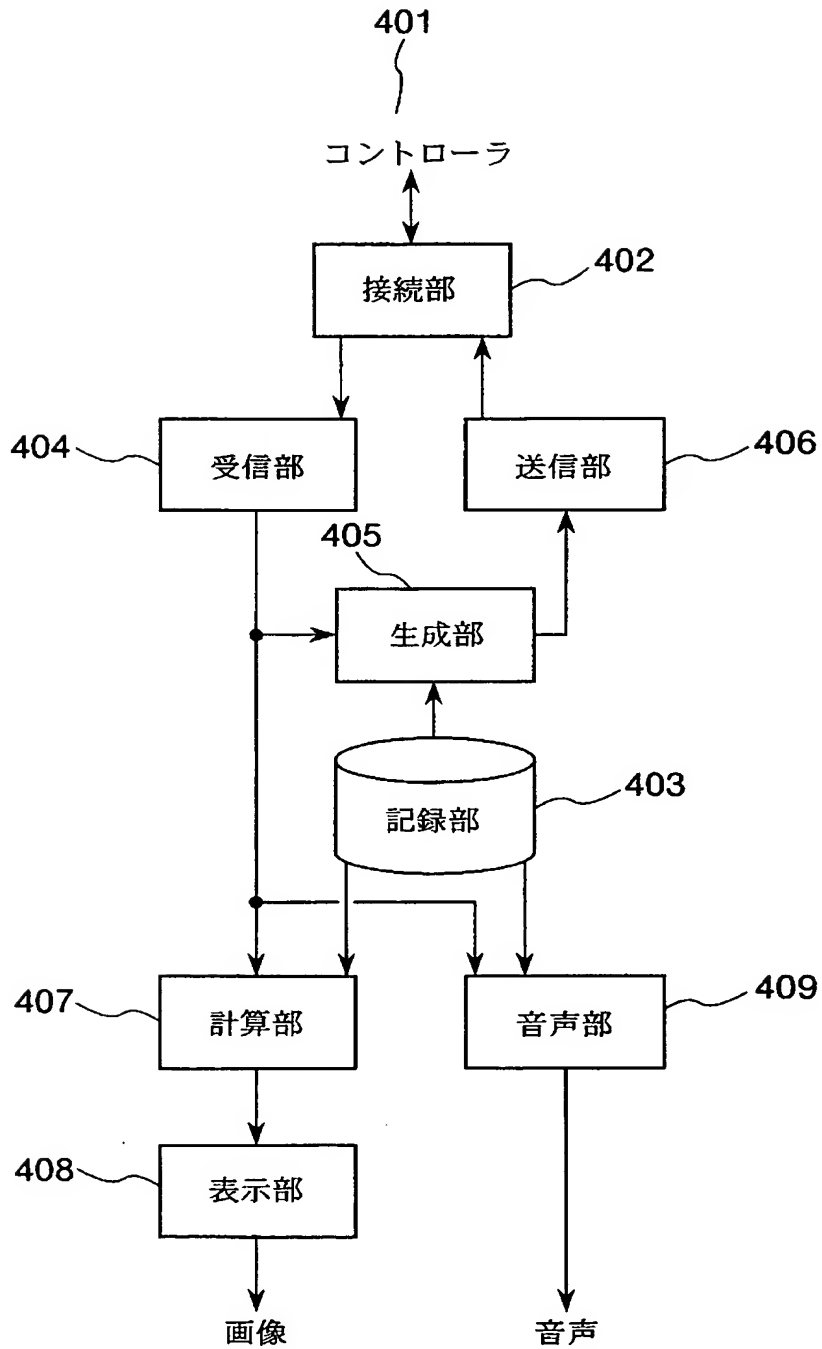 401
コントローラ
接続部
402
404
受信部
送信部
406
405
生成部
記録部
403
407
計算部
音声部
409
408
表示部
画像
音声